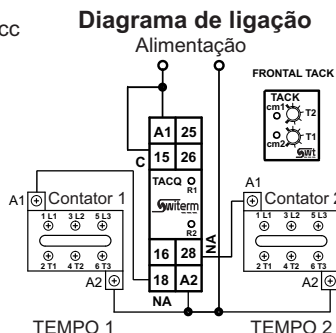 cc
Diagrama de ligação
Alimentação
FRONTAL TACK
TACK
cm1
T2
cm2
T1
Swt
A1 25
C 15 26
TACQ
R1
Switerm
R2
16 28
18 A2
NA
NA
A1
Contator 1
1 L1 3 L2 5 L3
2 T1 4 T2 6 T3
A2
A1
Contator 2
1 L1 3 L2 5 L3
2 T1 4 T2 6 T3
A2
TEMPO 1
TEMPO 2